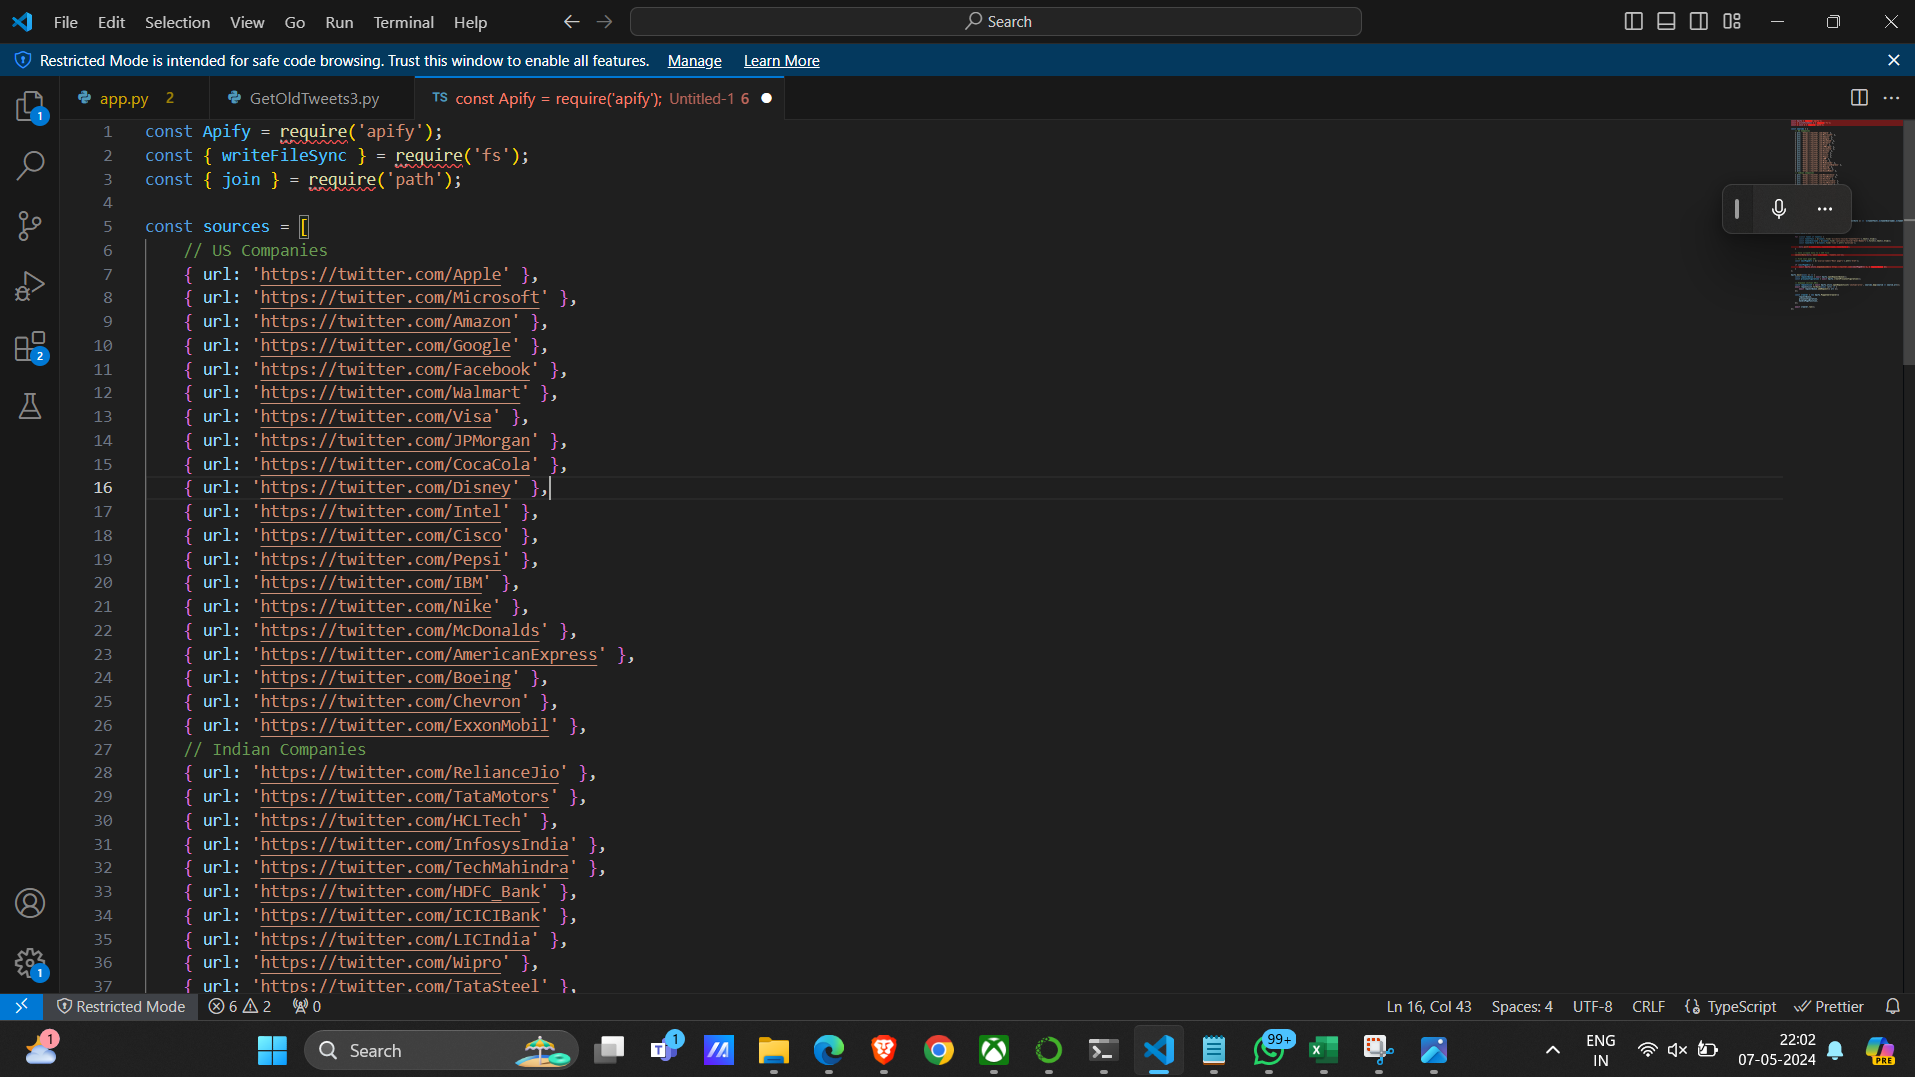 File Edit Selection View Go Run Terminal Help Search
Restricted Mode is intended for safe code browsing. Trust this window to enable all features. Manage Learn More
app.py 2 GetOldTweets3.py TS const Apify = require('apify'); Untitled-1 6
1 const Apify = require('apify');
2 const { writeFileSync } = require('fs');
3 const { join } = require('path');
4
5 const sources = [
6 // US Companies
7 { url: 'https://twitter.com/Apple' },
8 { url: 'https://twitter.com/Microsoft' },
9 { url: 'https://twitter.com/Amazon' },
10 { url: 'https://twitter.com/Google' },
11 { url: 'https://twitter.com/Facebook' },
12 { url: 'https://twitter.com/Walmart' },
13 { url: 'https://twitter.com/Visa' },
14 { url: 'https://twitter.com/JPMorgan' },
15 { url: 'https://twitter.com/CocaCola' },
16 { url: 'https://twitter.com/Disney' },
17 { url: 'https://twitter.com/Intel' },
18 { url: 'https://twitter.com/Cisco' },
19 { url: 'https://twitter.com/Pepsi' },
20 { url: 'https://twitter.com/IBM' },
21 { url: 'https://twitter.com/Nike' },
22 { url: 'https://twitter.com/McDonalds' },
23 { url: 'https://twitter.com/AmericanExpress' },
24 { url: 'https://twitter.com/Boeing' },
25 { url: 'https://twitter.com/Chevron' },
26 { url: 'https://twitter.com/ExxonMobil' },
27 // Indian Companies
28 { url: 'https://twitter.com/RelianceJio' },
29 { url: 'https://twitter.com/TataMotors' },
30 { url: 'https://twitter.com/HCLTech' },
31 { url: 'https://twitter.com/InfosysIndia' },
32 { url: 'https://twitter.com/TechMahindra' },
33 { url: 'https://twitter.com/HDFC_Bank' },
34 { url: 'https://twitter.com/ICICIBank' },
35 { url: 'https://twitter.com/LICIndia' },
36 { url: 'https://twitter.com/Wipro' },
37 { url: 'https://twitter.com/TataSteel' },
1
2
1
Restricted Mode 6 2 0 Ln 16, Col 43 Spaces: 4 UTF-8 CRLF TypeScript Prettier
1 Search 1 99+ ENG IN 22:02 07-05-2024 PRE